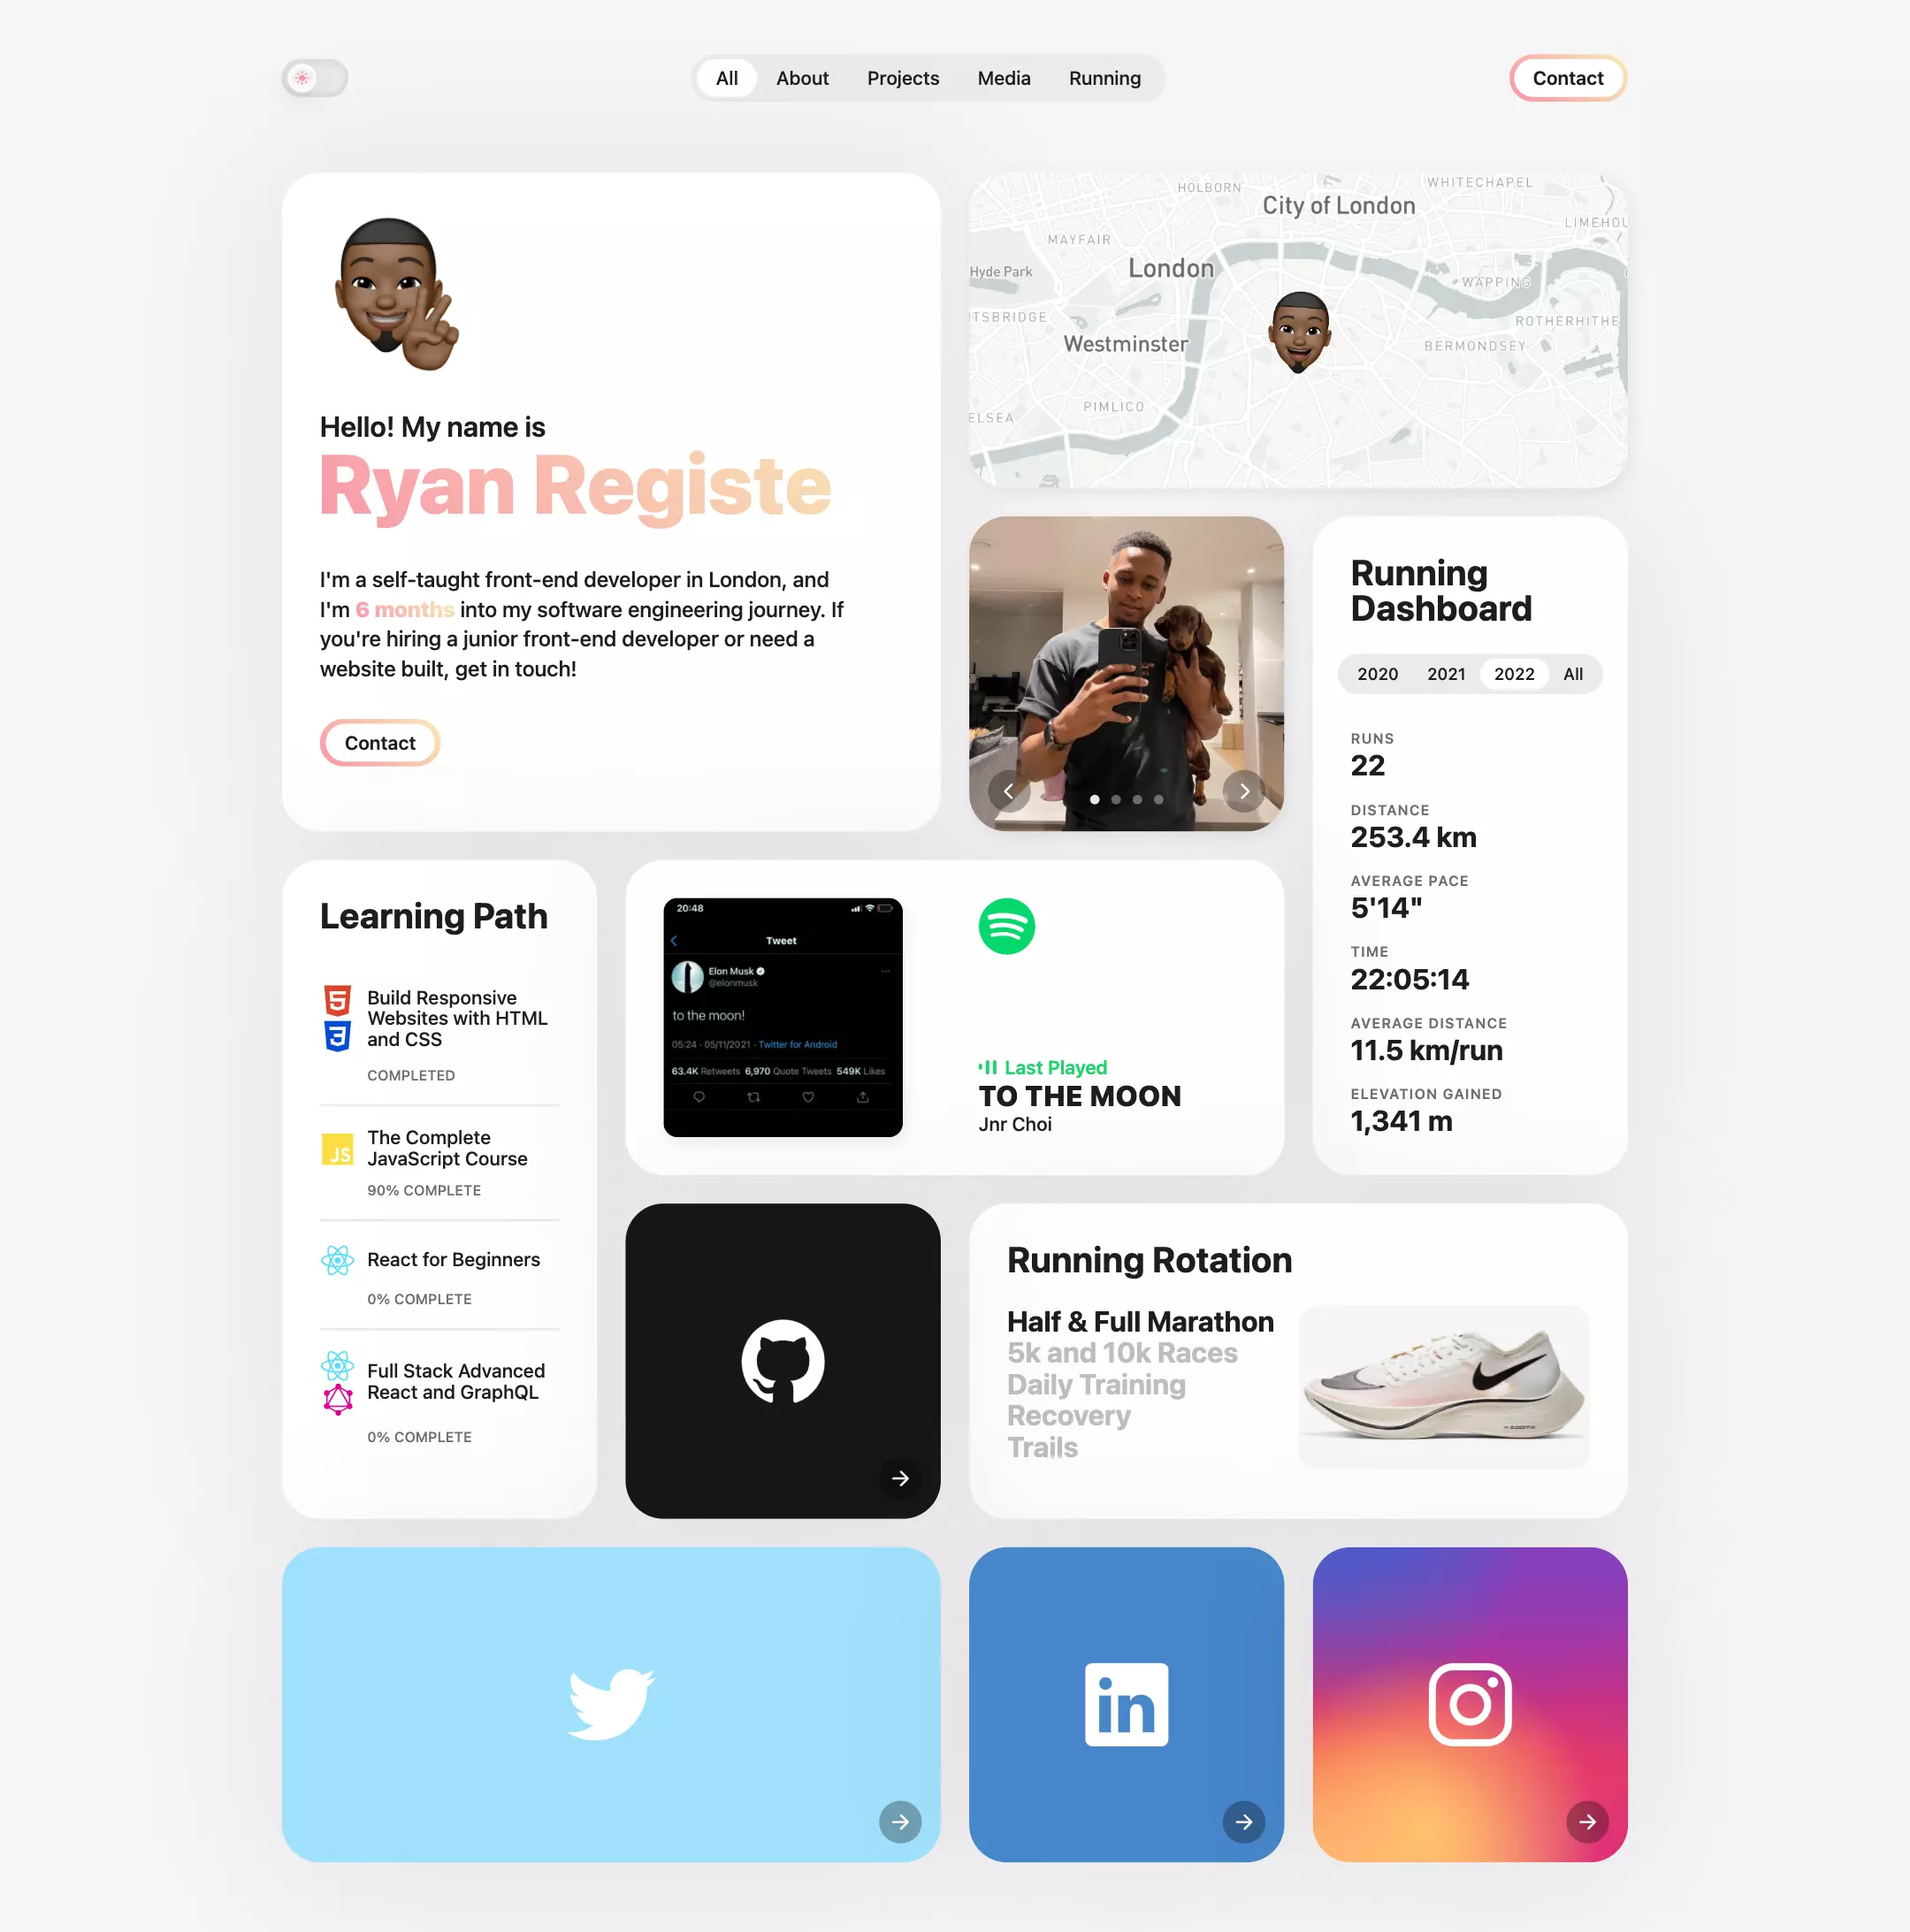 All
About
Projects
Media
Running
Contact
Hello! My name is
Ryan Registe
I'm a self-taught front-end developer in London, and
I'm 6 months into my software engineering journey. If
you're hiring a junior front-end developer or need a
website built, get in touch!
Contact
HOLBORN
WHITECHAPEL
City of London
LIMEHOU
MAYFAIR
London
Hyde Park
WAPPING
TSBRIDGE
ROTHERHITHE
Westminster
BERMONDSEY
PIMLICO
ELSEA
Running
Dashboard
2020
2021
2022
All
RUNS
22
DISTANCE
253.4 km
AVERAGE PACE
5'14"
TIME
22:05:14
AVERAGE DISTANCE
11.5 km/run
ELEVATION GAINED
1,341 m
Learning Path
Build Responsive
Websites with HTML
and CSS
COMPLETED
JS
The Complete
JavaScript Course
90% COMPLETE
React for Beginners
0% COMPLETE
Full Stack Advanced
React and GraphQL
0% COMPLETE
20:48
Tweet
Elon Musk
@elonmusk
to the moon!
05:24 · 05/11/2021 · Twitter for Android
63.4K Retweets 6,970 Quote Tweets 549K Likes
Last Played
TO THE MOON
Jnr Choi
Running Rotation
Half & Full Marathon
5k and 10k Races
Daily Training
Recovery
Trails
ZOOMX
in